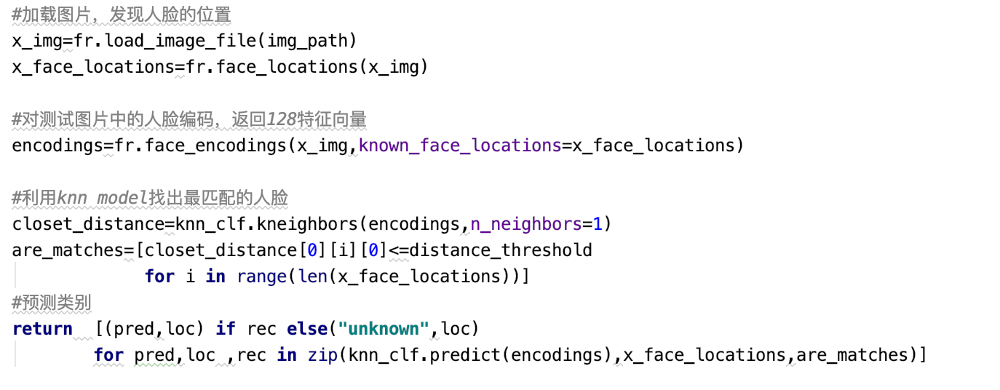 #加载图片，发现人脸的位置
x_img=fr.load_image_file(img_path)
x_face_locations=fr.face_locations(x_img)
#对测试图片中的人脸编码，返回128特征向量
encodings=fr.face_encodings(x_img,known_face_locations=x_face_locations)
#利用knn model找出最匹配的人脸
closet_distance=knn_clf.kneighbors(encodings,n_neighbors=1)
are_matches=[closet_distance[0][i][0]<=distance_threshold
for i in range(len(x_face_locations))]
#预测类别
return  [(pred,loc) if rec else("unknown",loc)
for pred,loc ,rec in zip(knn_clf.predict(encodings),x_face_locations,are_matches)]